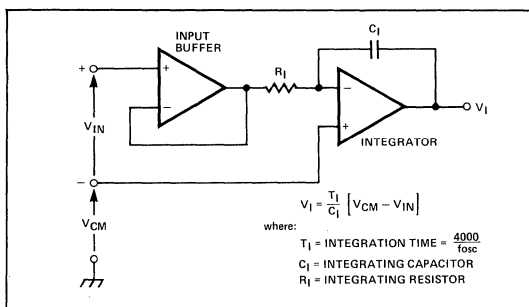 INPUT
BUFFER
C_I
R_I
+
+
−
−
+
V_I
INTEGRATOR
V_IN
−
V_CM
V_I = T_I/C_I [V_CM − V_IN]
where:
T_I = INTEGRATION TIME = 4000/fosc
C_I = INTEGRATING CAPACITOR
R_I = INTEGRATING RESISTOR